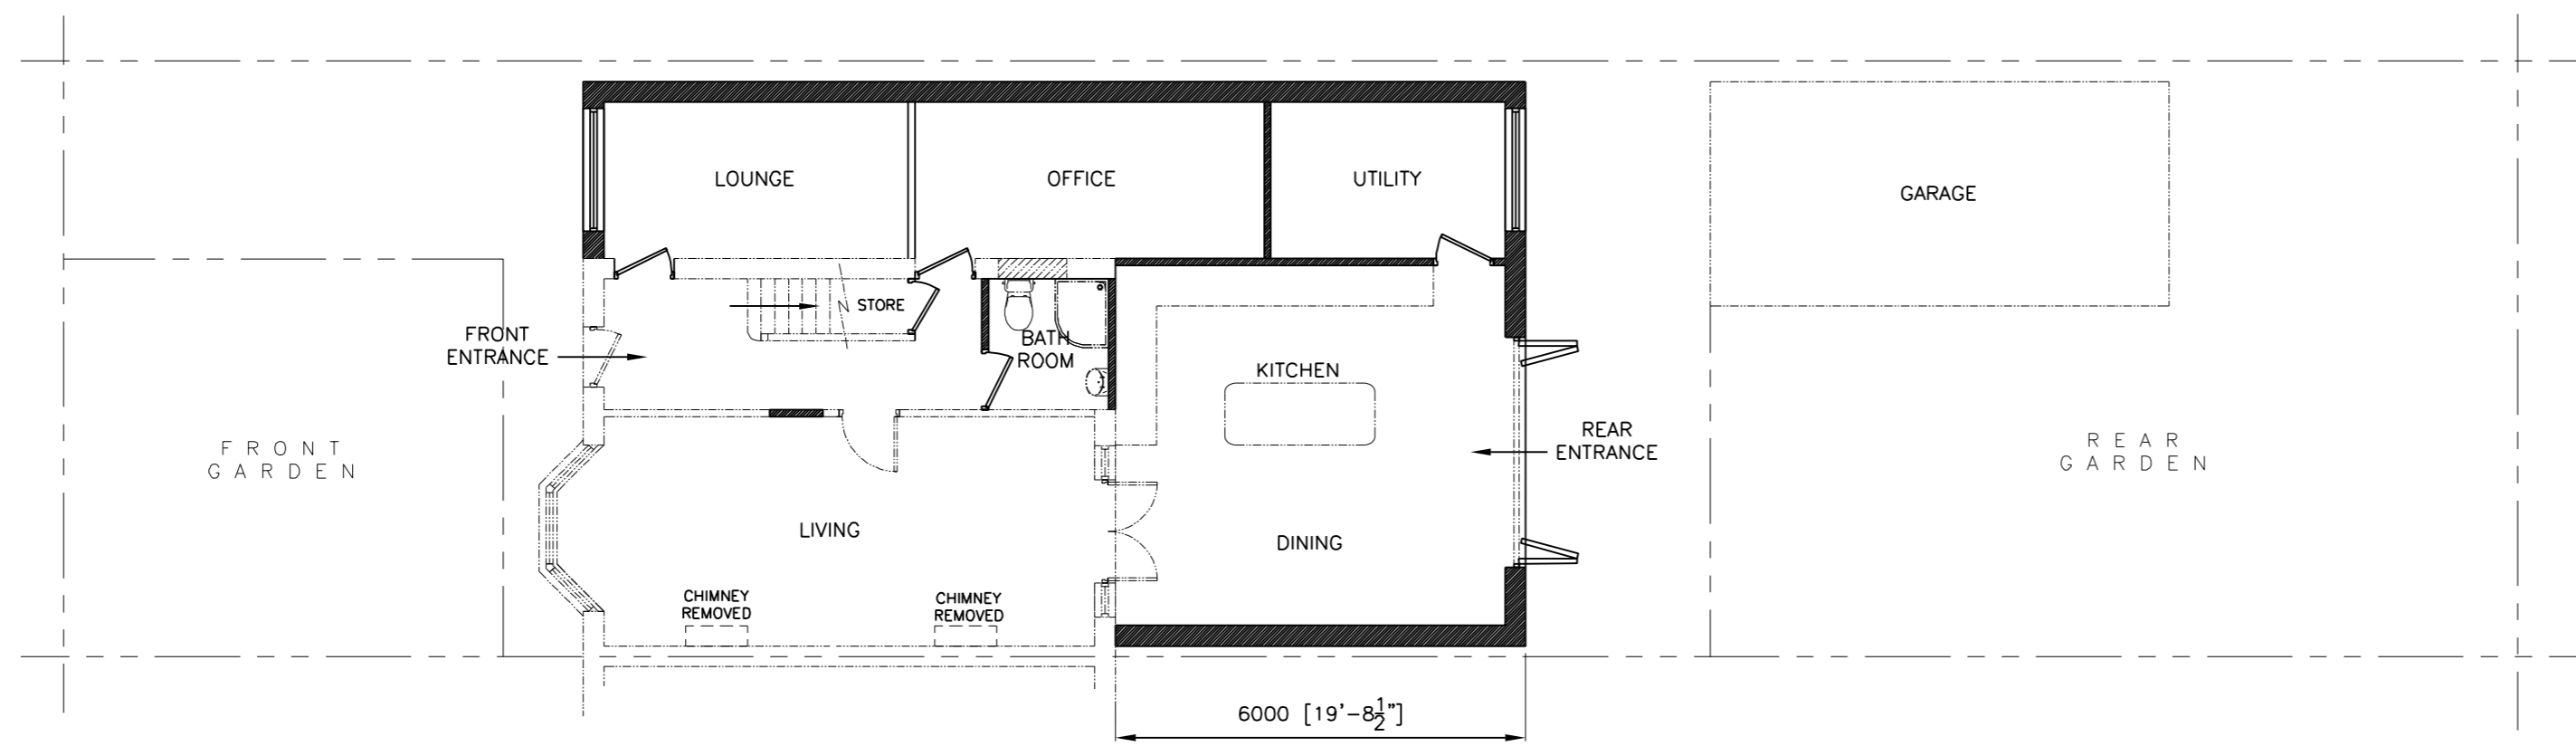 LOUNGE
OFFICE
UTILITY
GARAGE
STORE
FRONT
ENTRANCE
BATH
ROOM
KITCHEN
FRONT
GARDEN
REAR
ENTRANCE
REAR
GARDEN
LIVING
DINING
CHIMNEY
REMOVED
CHIMNEY
REMOVED
6000 [19'-8½"]